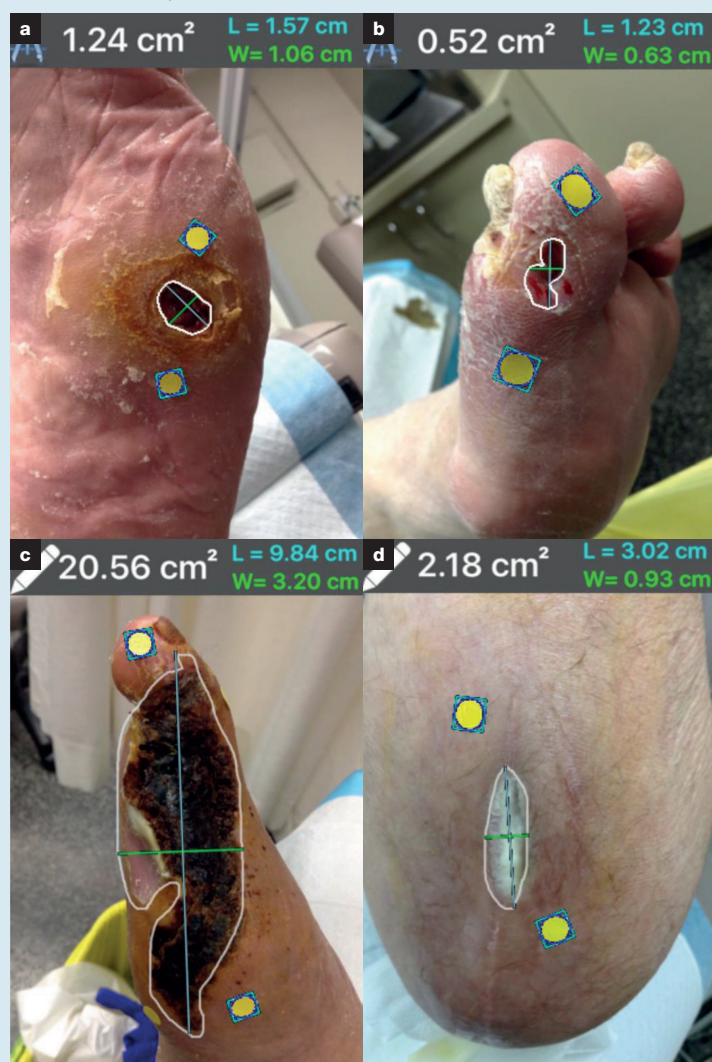 a
1.24 cm²
L = 1.57 cm
W= 1.06 cm
b
0.52 cm²
L = 1.23 cm
W= 0.63 cm
c
20.56 cm²
L = 9.84 cm
W= 3.20 cm
d
2.18 cm²
L = 3.02 cm
W= 0.93 cm